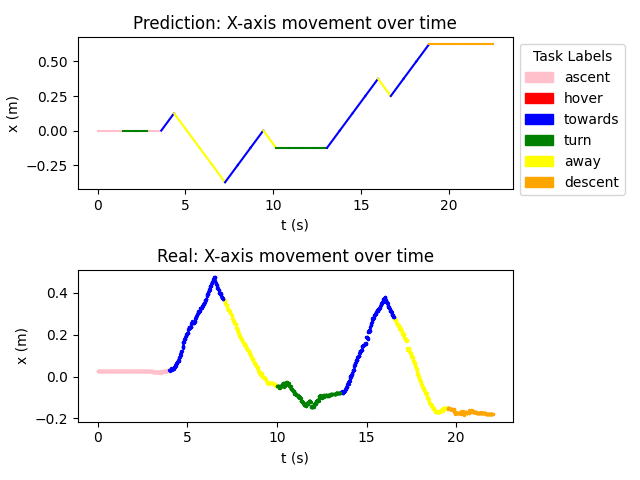 Prediction: X-axis movement over time
x (m)
0.50
0.25
0.00
−0.25
0
5
10
15
20
t (s)
Task Labels
ascent
hover
towards
turn
away
descent
Real: X-axis movement over time
x (m)
0.4
0.2
0.0
−0.2
0
5
10
15
20
t (s)